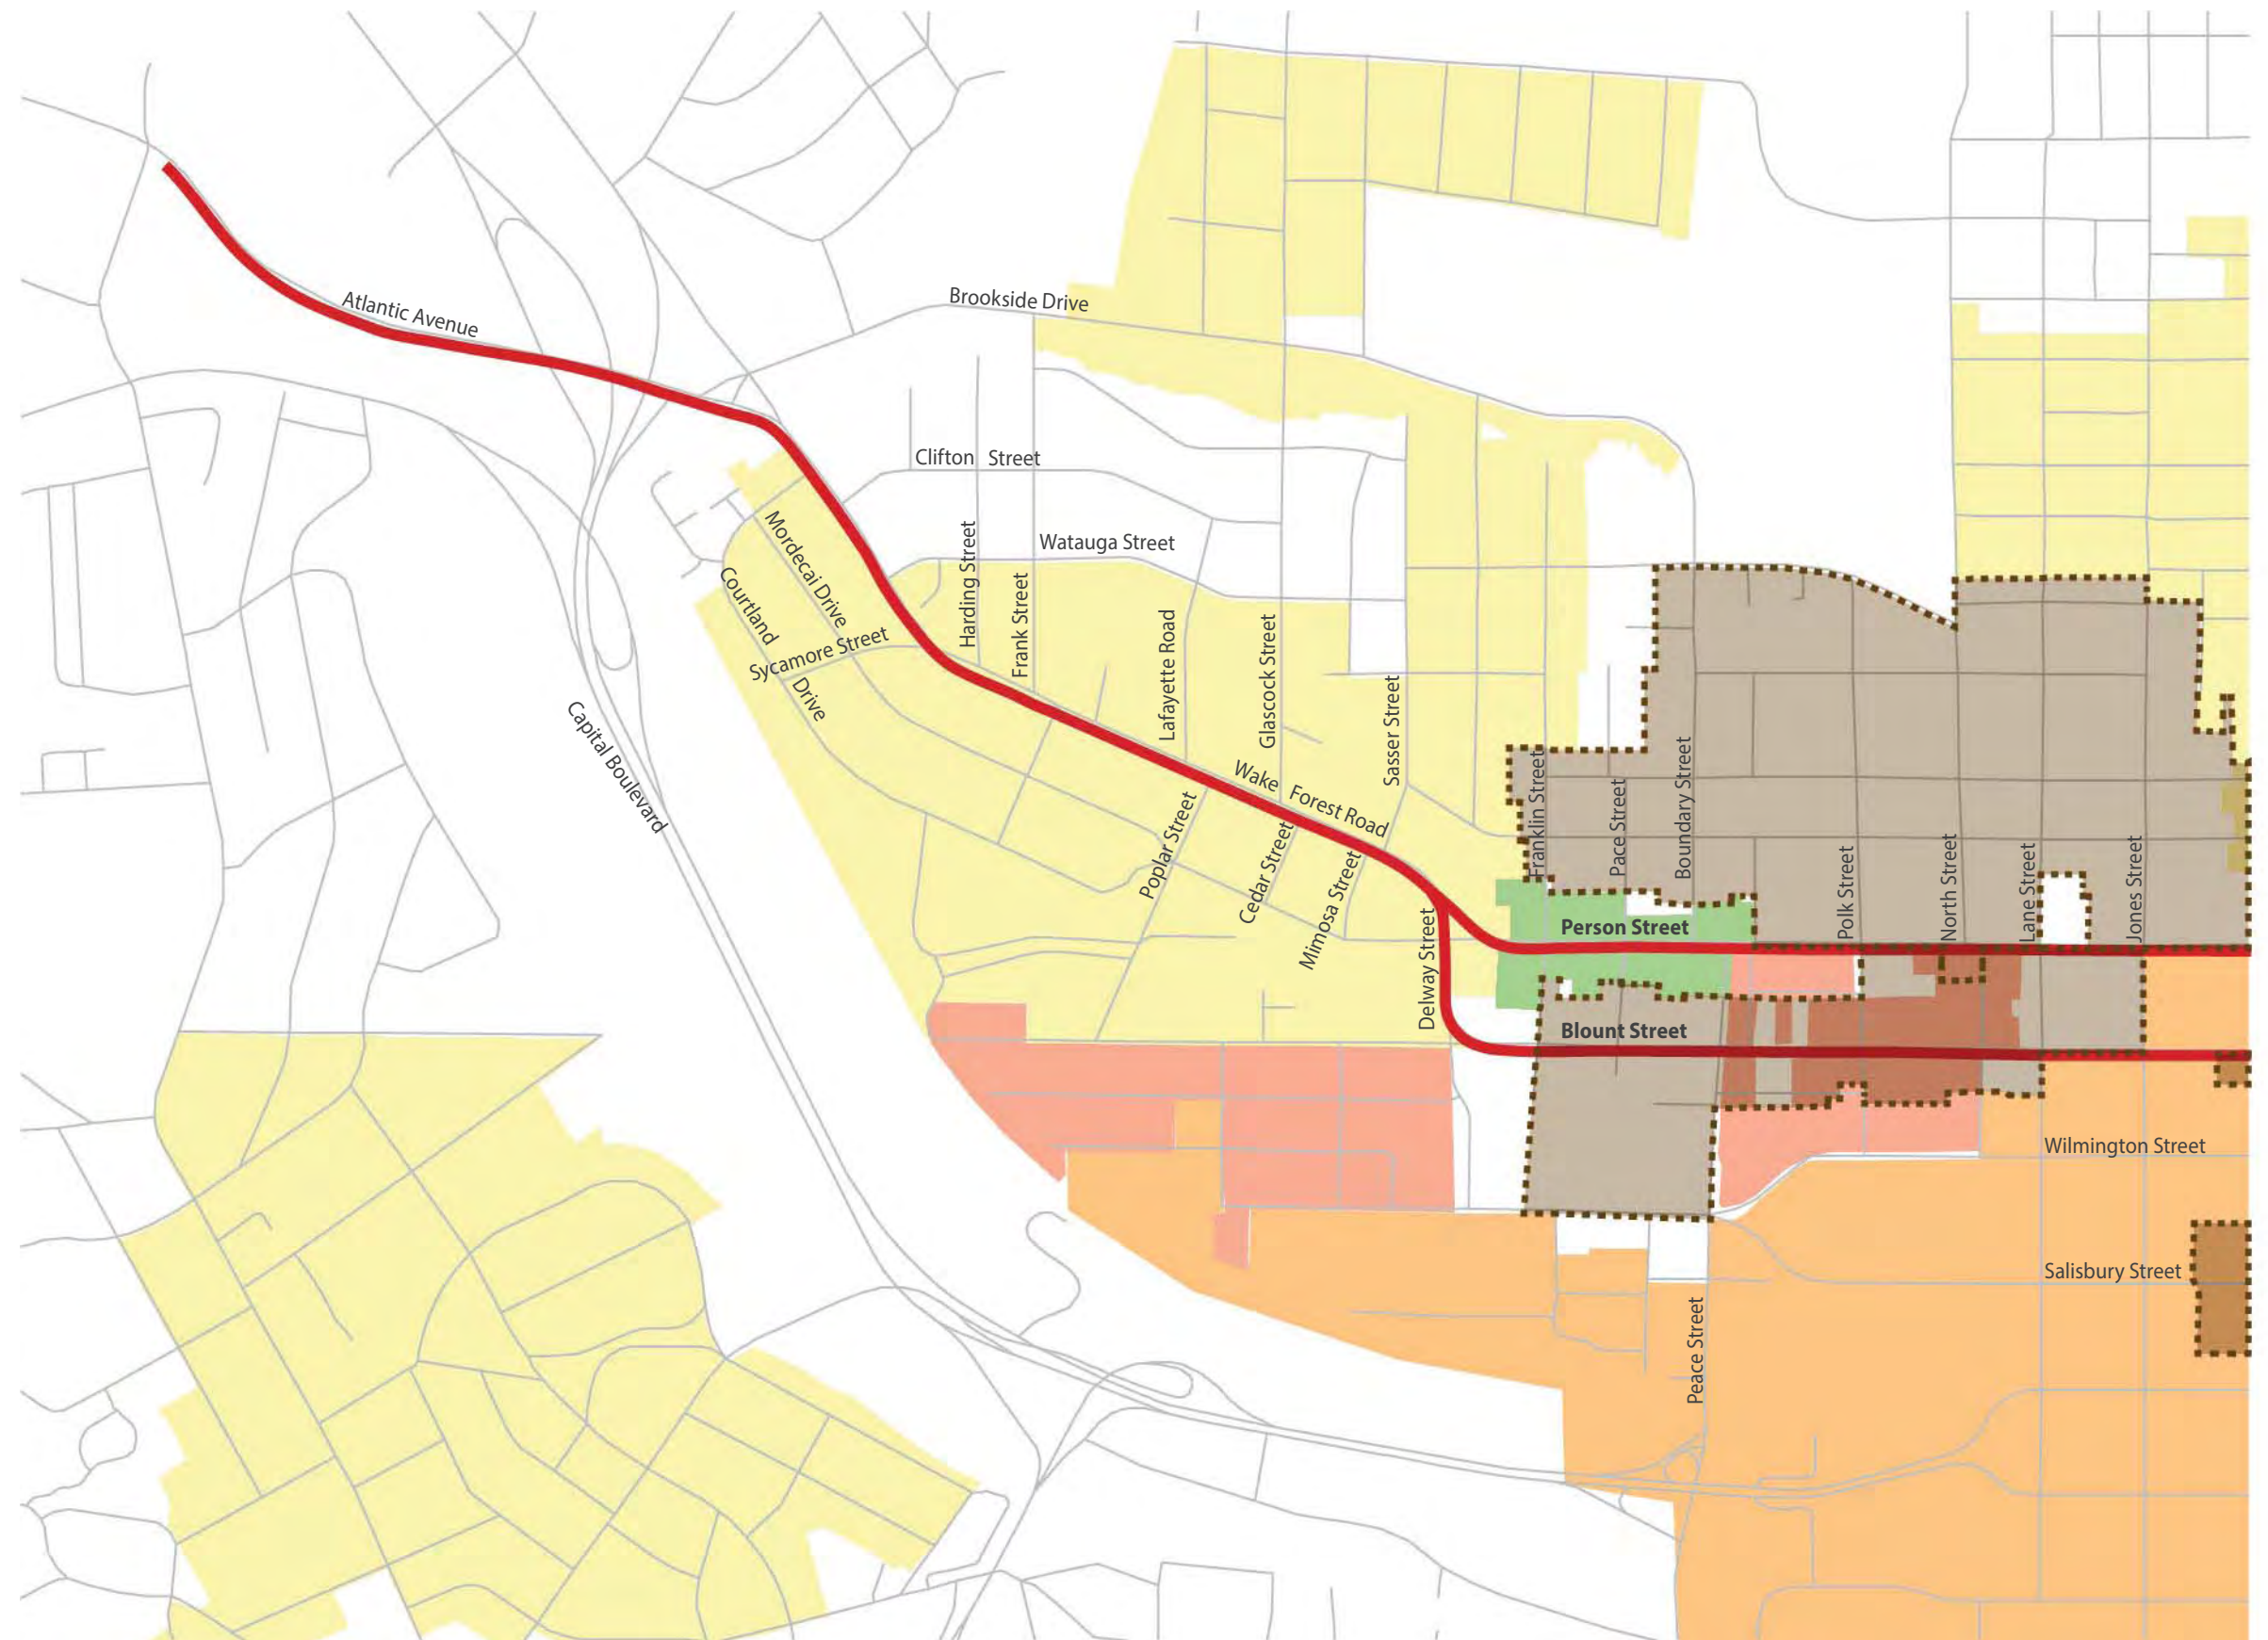 Brookside Drive
Atlantic Avenue
Clifton Street
Watauga Street
Mordecai Drive
Harding Street
Frank Street
Courtland
Drive
Sycamore Street
Lafayette Road
Glascock Street
Sasser Street
Capital Boulevard
Wake Forest Road
Franklin Street
Pace Street
Boundary Street
Poplar Street
Cedar Street
Mimosa Street
Delway Street
Polk Street
North Street
Lane Street
Jones Street
Person Street
Blount Street
Wilmington Street
Salisbury Street
Peace Street